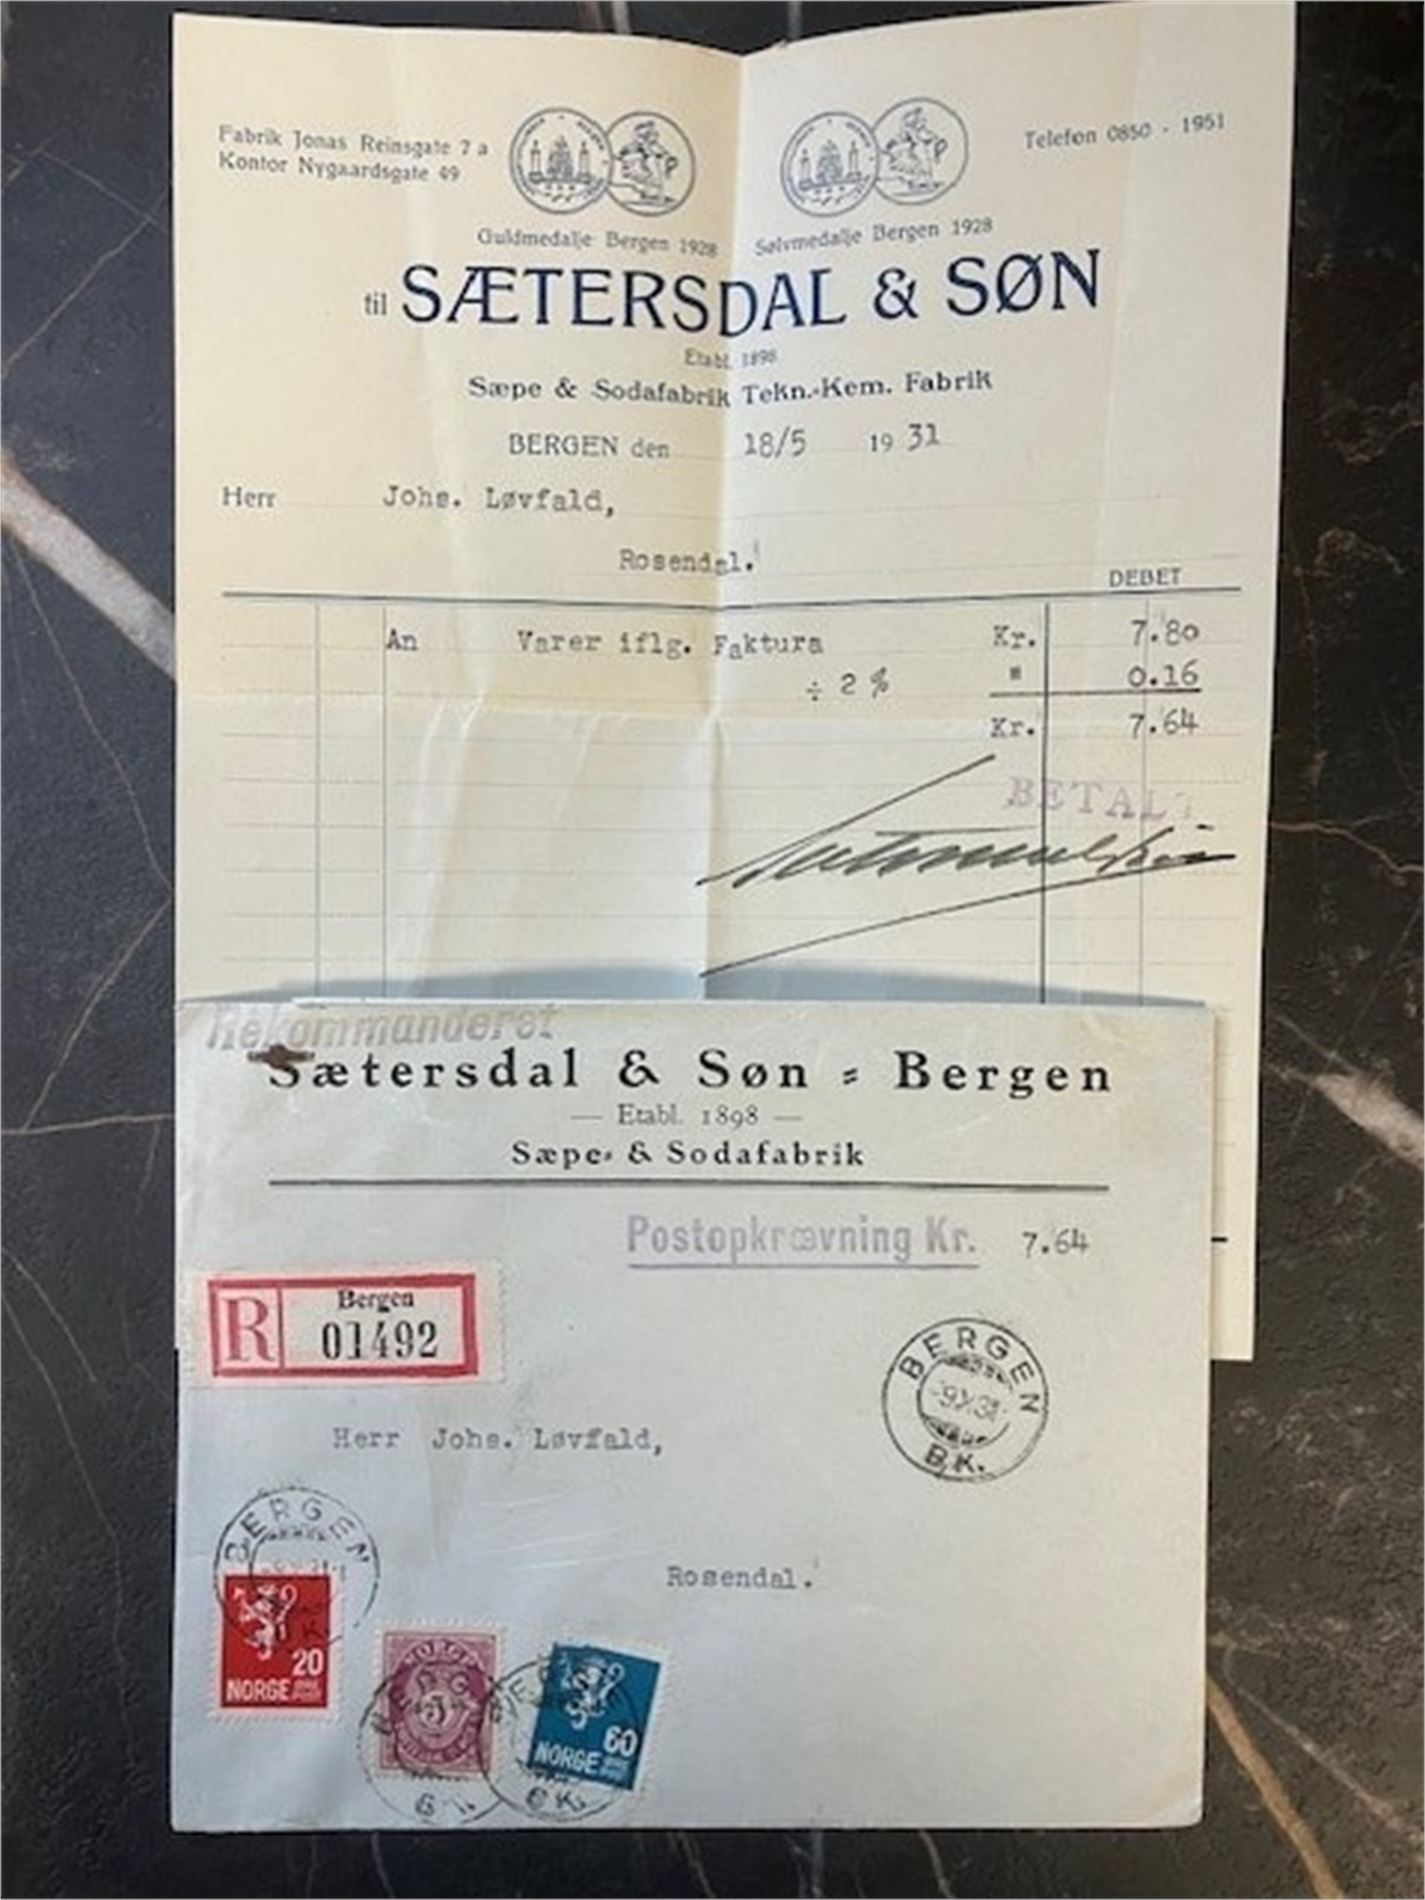 Fabrik Jonas Reinsgate 7 a
Kontor Nygaardsgate 49
Telefon 0850 - 1951
Guldmedalje Bergen 1928
Sølvmedalje Bergen 1928
til SÆTERSDAL & SØN
Etabl. 1898
Sæpe & Sodafabrik Tekn.-Kem. Fabrik
BERGEN den 18/5 19 31
Herr Johs. Løvfald,
Rosendal.
DEBET
An Varer iflg. Faktura Kr. 7.80
÷ 2 % " 0.16
Kr. 7.64
BETALT
Rekommanderet
Sætersdal & Søn - Bergen
— Etabl. 1898 —
Sæpe- & Sodafabrik
Postopkrævning Kr. 7.64
R Bergen
01492
BERGEN
B.K.
Herr Johs. Løvfald,
BERGEN
Rosendal.
20
NORGE
NORGE
5
60
NORGE